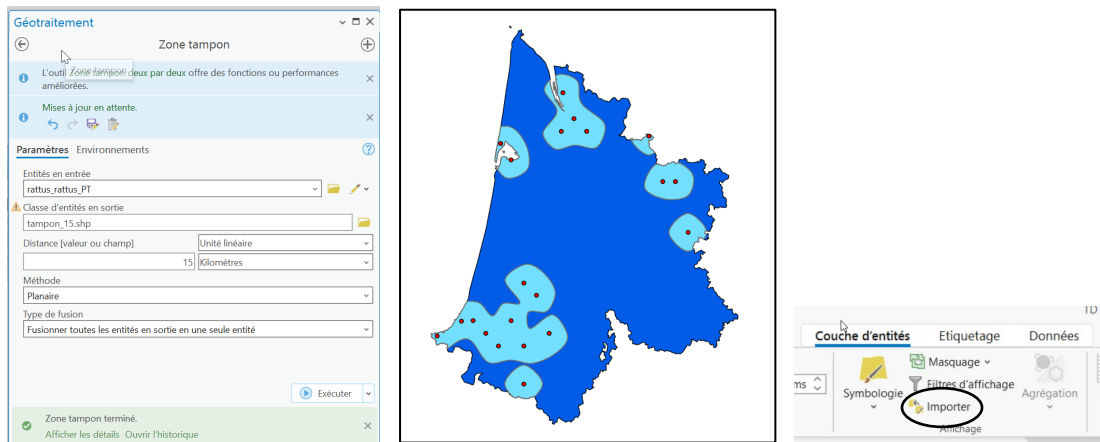 Géotraitement
Zone tampon
L'outil Zone tampon deux par deux offre des fonctions ou performances
améliorées.
Zone tampon
Mises à jour en attente.
Paramètres Environnements
Entités en entrée
rattus_rattus_PT
Classe d'entités en sortie
tampon_15.shp
Distance [valeur ou champ]
Unité linéaire
15 Kilomètres
Méthode
Planaire
Type de fusion
Fusionner toutes les entités en sortie en une seule entité
Exécuter
Zone tampon terminé.
Afficher les détails Ouvrir l'historique
Couche d'entités Etiquetage Données
ms
Symbologie
Masquage
Filtres d'affichage
Importer
Agrégation
Affichage